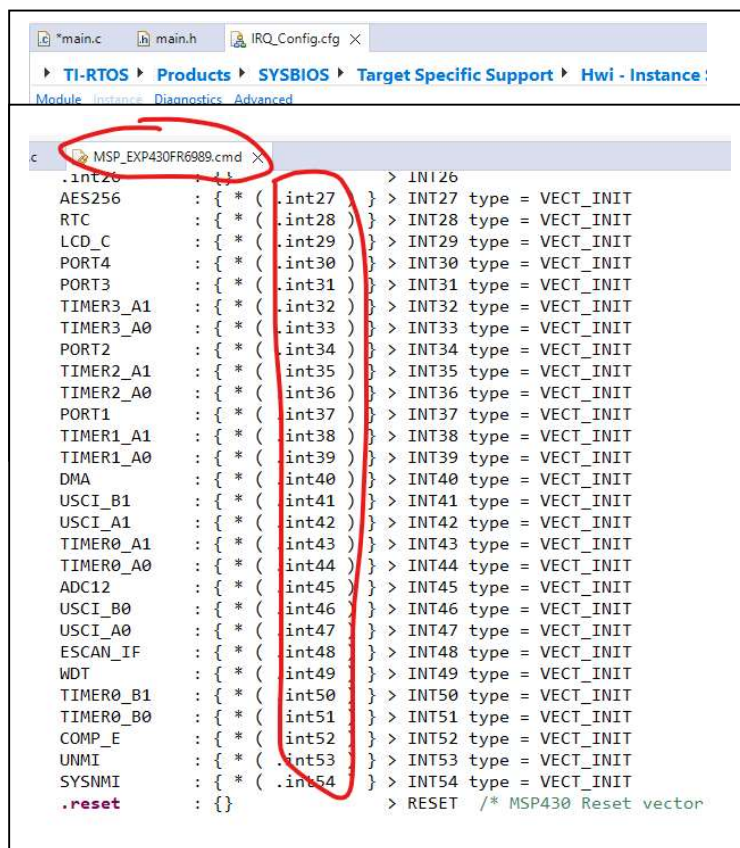 *main.c main.h IRQ_Config.cfg
TI-RTOS Products SYSBIOS Target Specific Support Hwi - Instance
Module Instance Diagnostics Advanced
.c MSP_EXP430FR6989.cmd
.int26 : {} > INT26
AES256 : { * ( .int27 ) } > INT27 type = VECT_INIT
RTC : { * ( .int28 ) } > INT28 type = VECT_INIT
LCD_C : { * ( .int29 ) } > INT29 type = VECT_INIT
PORT4 : { * ( .int30 ) } > INT30 type = VECT_INIT
PORT3 : { * ( .int31 ) } > INT31 type = VECT_INIT
TIMER3_A1 : { * ( .int32 ) } > INT32 type = VECT_INIT
TIMER3_A0 : { * ( .int33 ) } > INT33 type = VECT_INIT
PORT2 : { * ( .int34 ) } > INT34 type = VECT_INIT
TIMER2_A1 : { * ( .int35 ) } > INT35 type = VECT_INIT
TIMER2_A0 : { * ( .int36 ) } > INT36 type = VECT_INIT
PORT1 : { * ( .int37 ) } > INT37 type = VECT_INIT
TIMER1_A1 : { * ( .int38 ) } > INT38 type = VECT_INIT
TIMER1_A0 : { * ( .int39 ) } > INT39 type = VECT_INIT
DMA : { * ( .int40 ) } > INT40 type = VECT_INIT
USCI_B1 : { * ( .int41 ) } > INT41 type = VECT_INIT
USCI_A1 : { * ( .int42 ) } > INT42 type = VECT_INIT
TIMER0_A1 : { * ( .int43 ) } > INT43 type = VECT_INIT
TIMER0_A0 : { * ( .int44 ) } > INT44 type = VECT_INIT
ADC12 : { * ( .int45 ) } > INT45 type = VECT_INIT
USCI_B0 : { * ( .int46 ) } > INT46 type = VECT_INIT
USCI_A0 : { * ( .int47 ) } > INT47 type = VECT_INIT
ESCAN_IF : { * ( .int48 ) } > INT48 type = VECT_INIT
WDT : { * ( .int49 ) } > INT49 type = VECT_INIT
TIMER0_B1 : { * ( .int50 ) } > INT50 type = VECT_INIT
TIMER0_B0 : { * ( .int51 ) } > INT51 type = VECT_INIT
COMP_E : { * ( .int52 ) } > INT52 type = VECT_INIT
UNMI : { * ( .int53 ) } > INT53 type = VECT_INIT
SYSNMI : { * ( .int54 ) } > INT54 type = VECT_INIT
.reset : {} > RESET /* MSP430 Reset vector